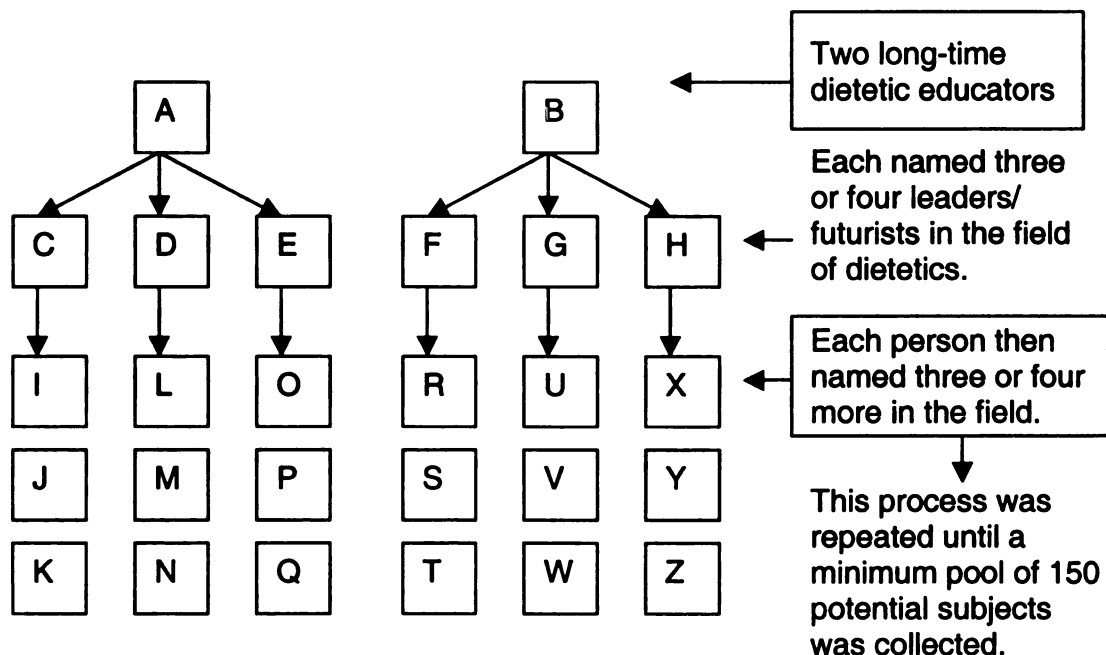 A
B
Two long-time
dietetic educators
Each named three
or four leaders/
futurists in the field
of dietetics.
C D E F G H
Each person then
named three or four
more in the field.
I L O R U X
J M P S V Y
K N Q T W Z
This process was
repeated until a
minimum pool of 150
potential subjects
was collected.